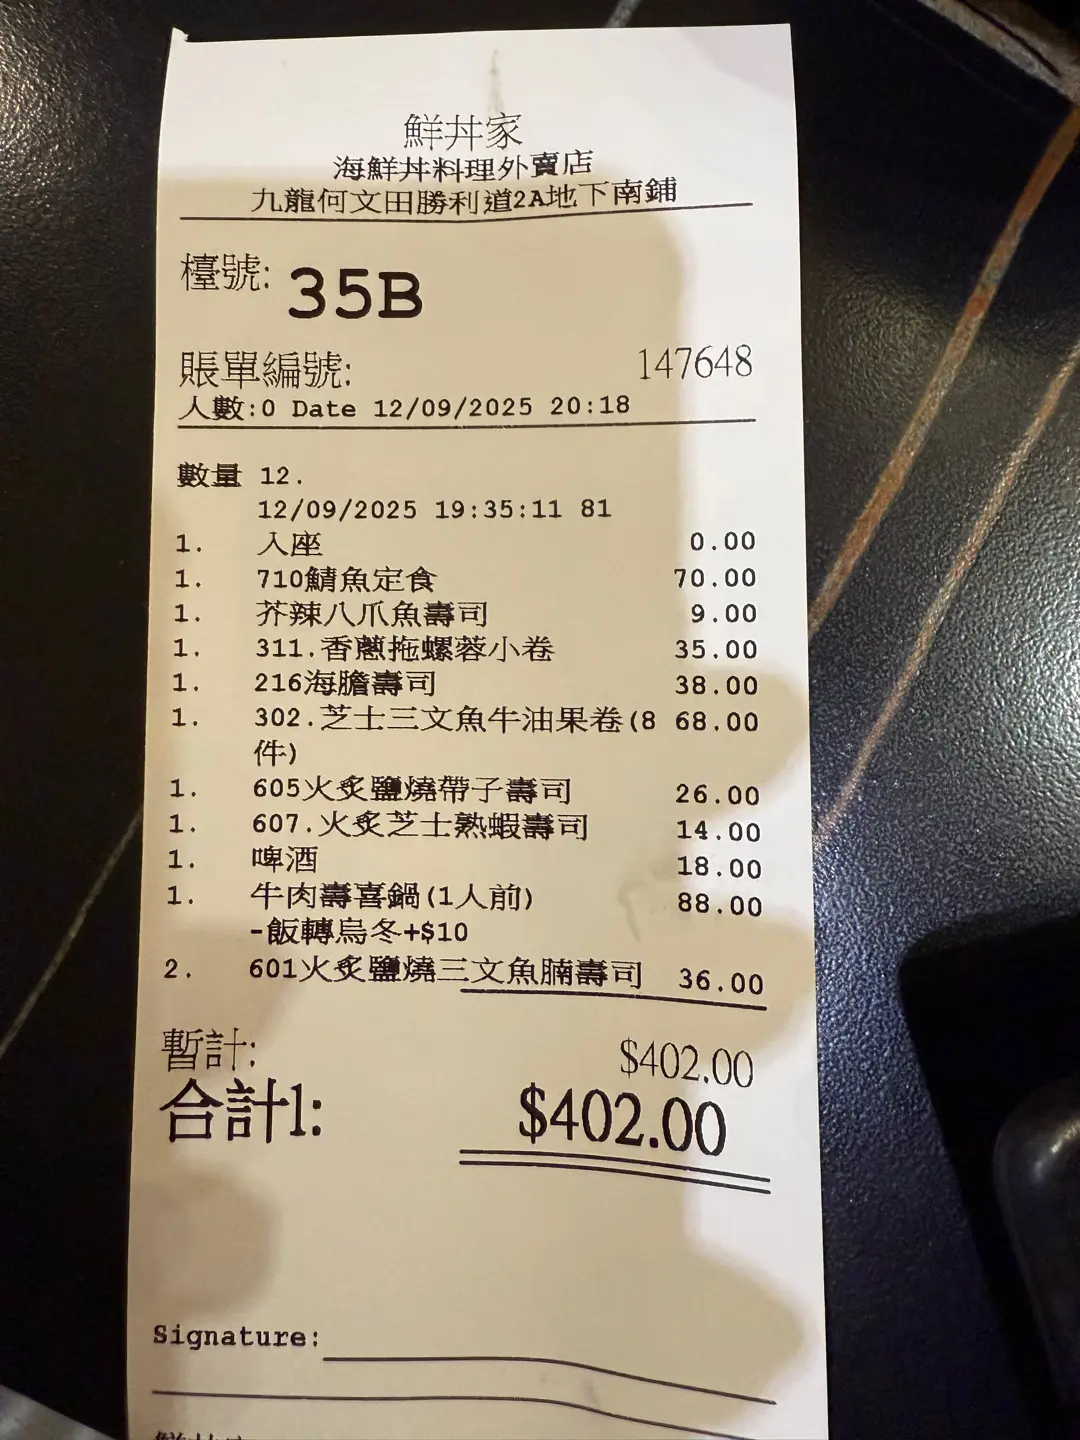 鮮丼家
海鮮丼料理外賣店
九龍何文田勝利道2A地下南鋪
檯號: 35B
賬單編號: 147648
人數:0 Date 12/09/2025 20:18
數量 12.
12/09/2025 19:35:11 81
1. 入座 0.00
1. 710鯖魚定食 70.00
1. 芥辣八爪魚壽司 9.00
1. 311.香蔥拖螺蓉小卷 35.00
1. 216海膽壽司 38.00
1. 302.芝士三文魚牛油果卷(8 68.00
件)
1. 605火炙鹽燒帶子壽司 26.00
1. 607.火炙芝士熟蝦壽司 14.00
1. 啤酒 18.00
1. 牛肉壽喜鍋(1人前) 88.00
-飯轉烏冬+$10
2. 601火炙鹽燒三文魚腩壽司 36.00
暫計: $402.00
合計1: $402.00
Signature: